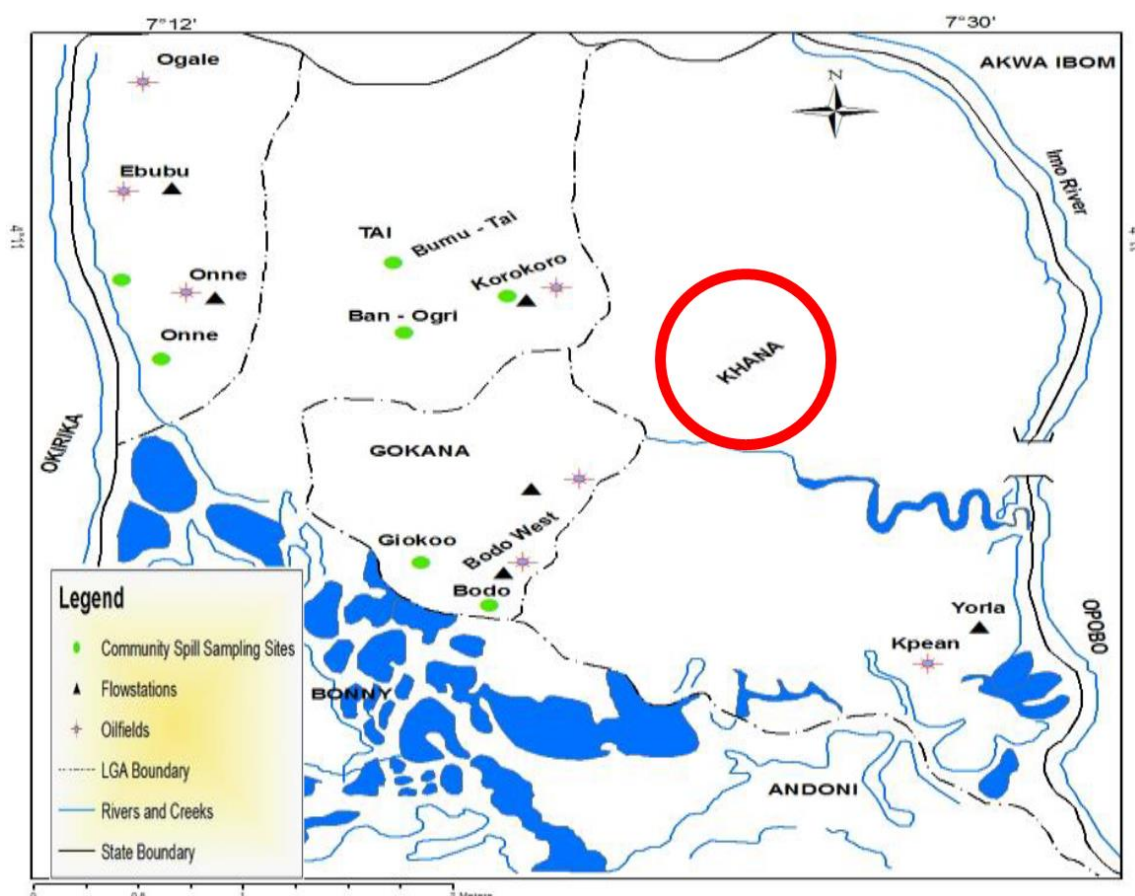 7°12'
7°30'
Ogale
AKWA IBOM
N
Ebubu
Imo River
4°11
TAI
Bumu - Tai
Onne
Korokoro
Ban - Ogri
Onne
KHANA
OKIRIKA
GOKANA
Giokoo
Bodo West
Bodo
Yorla
Kpean
OPOBO
BONNY
ANDONI
Legend
Community Spill Sampling Sites
Flowstations
Oilfields
LGA Boundary
Rivers and Creeks
State Boundary